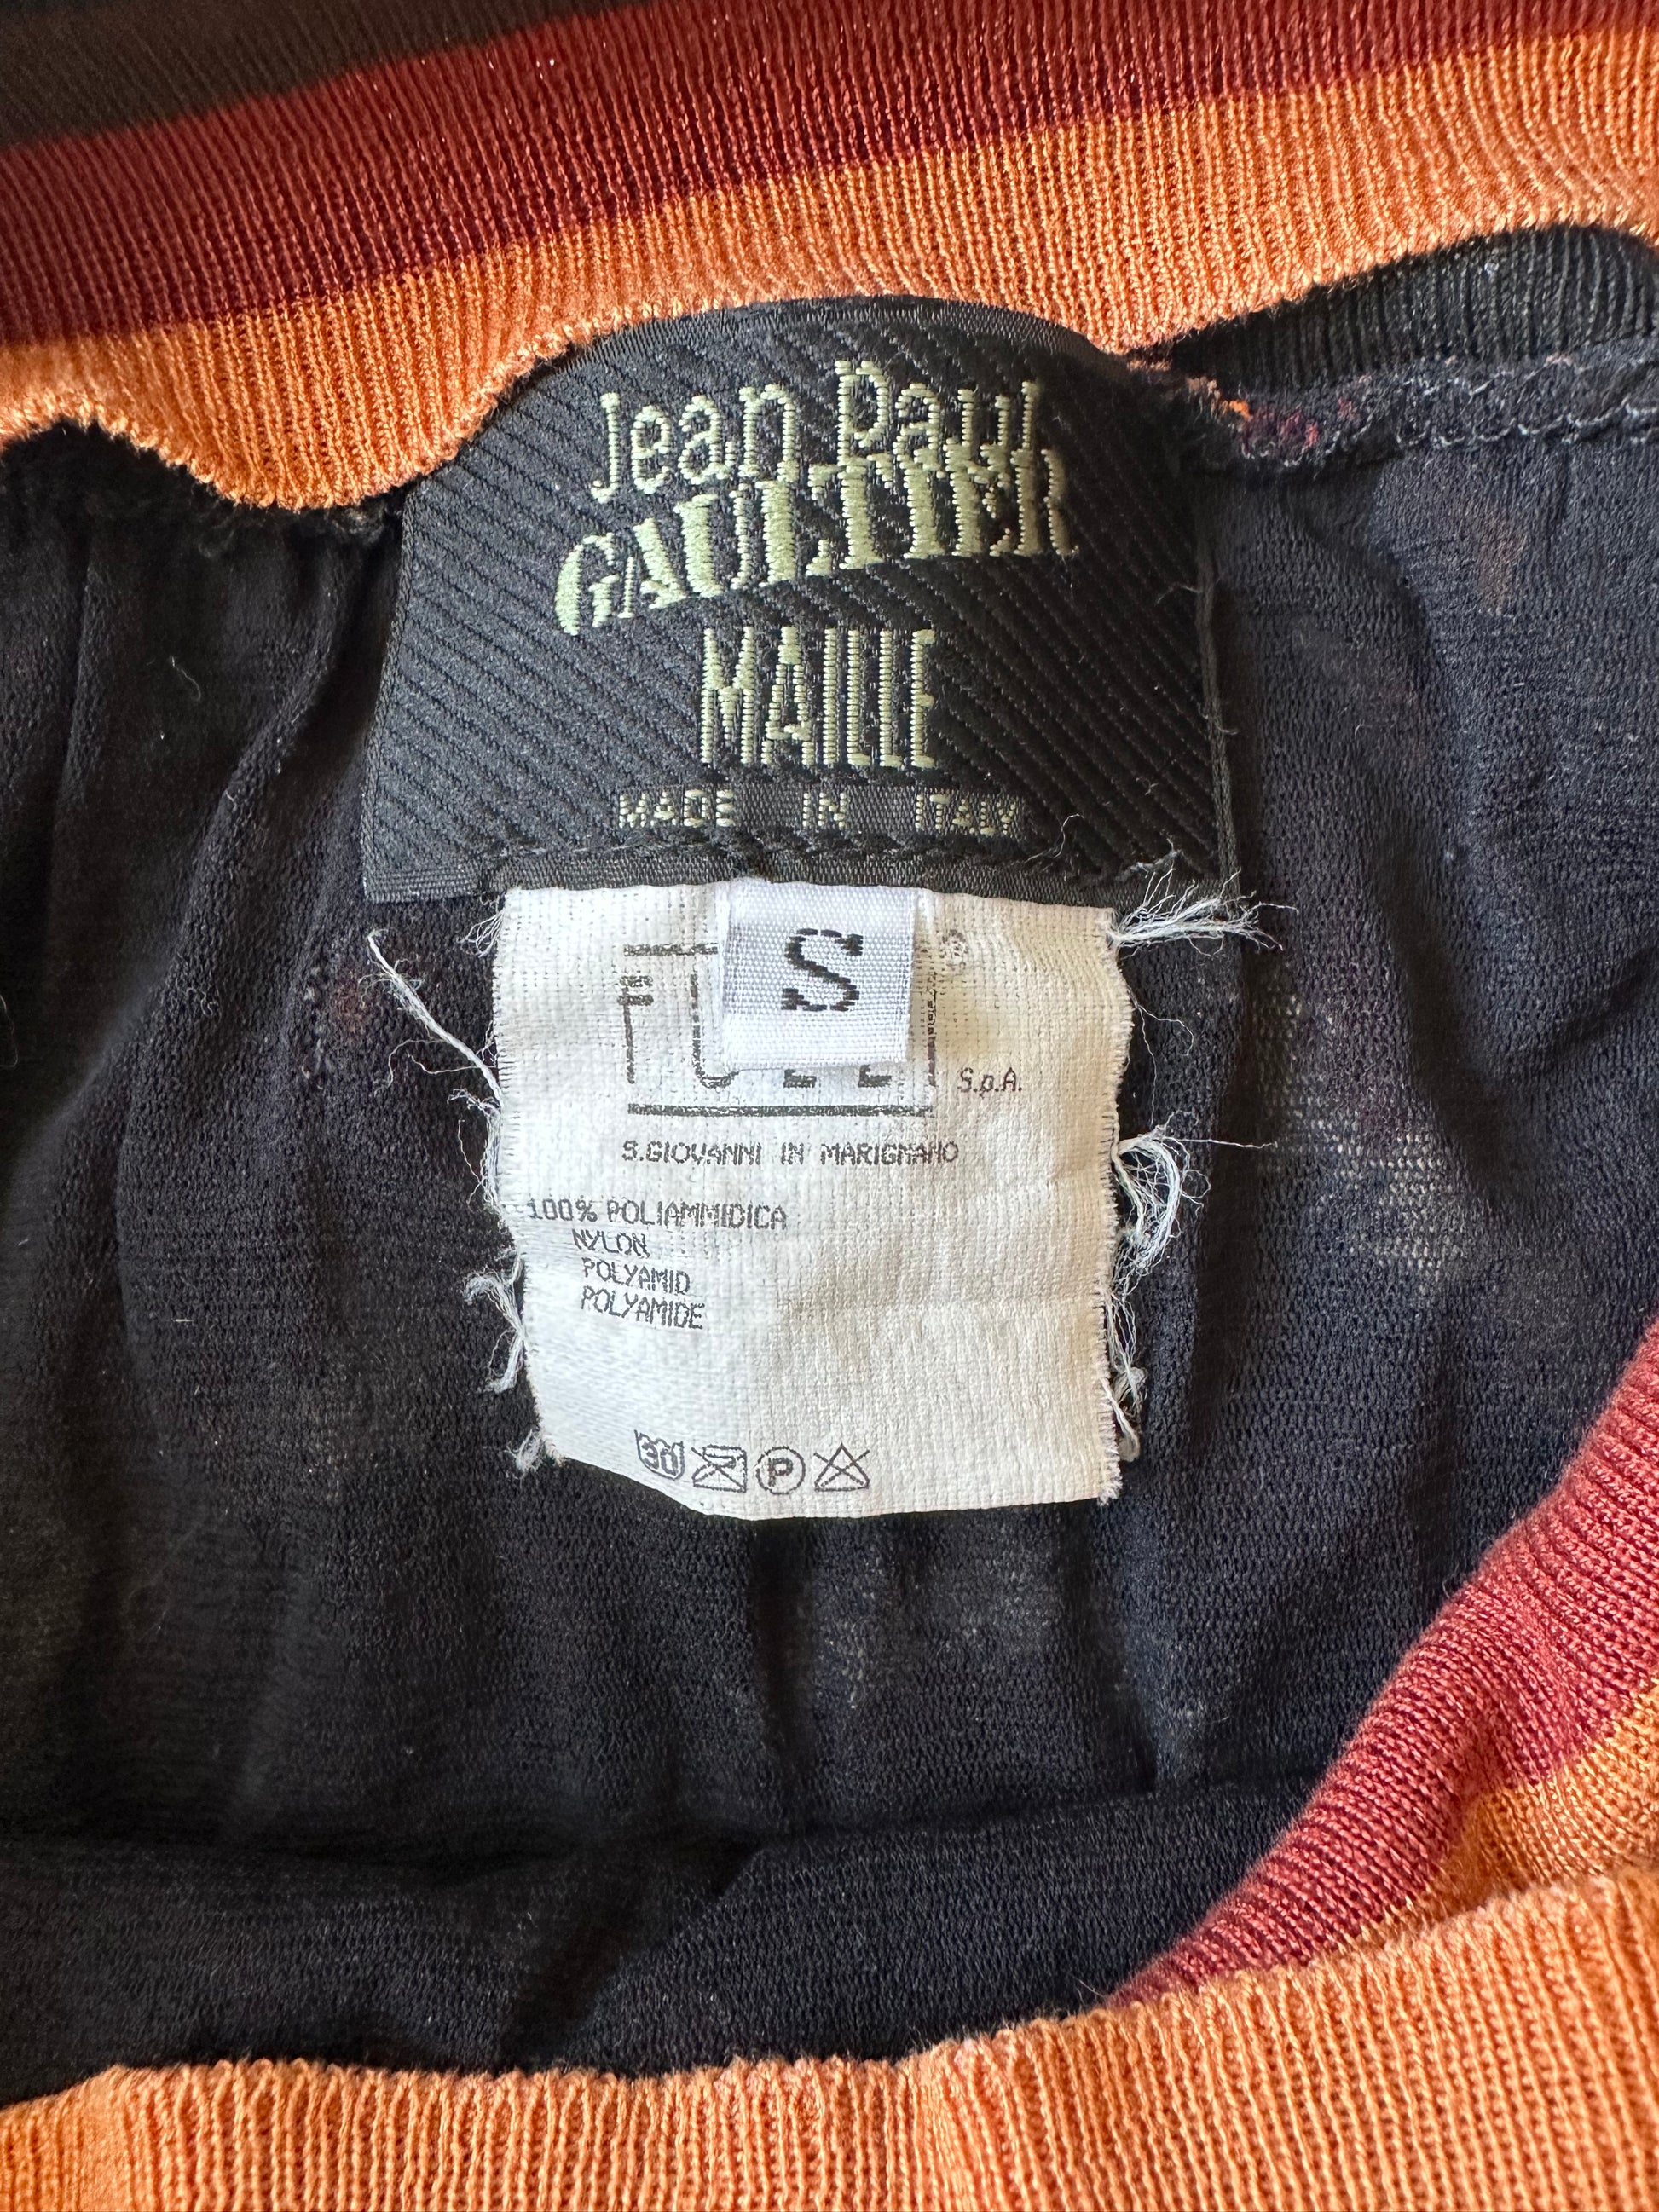 Jean Paul
GAULTIER
MAILLE
MADE IN ITALY
S
S.p.A.
S.GIOVANNI IN MARIGNANO
100% POLIAMMIDICA
NYLON
POLYAMID
POLYAMIDE
30
P